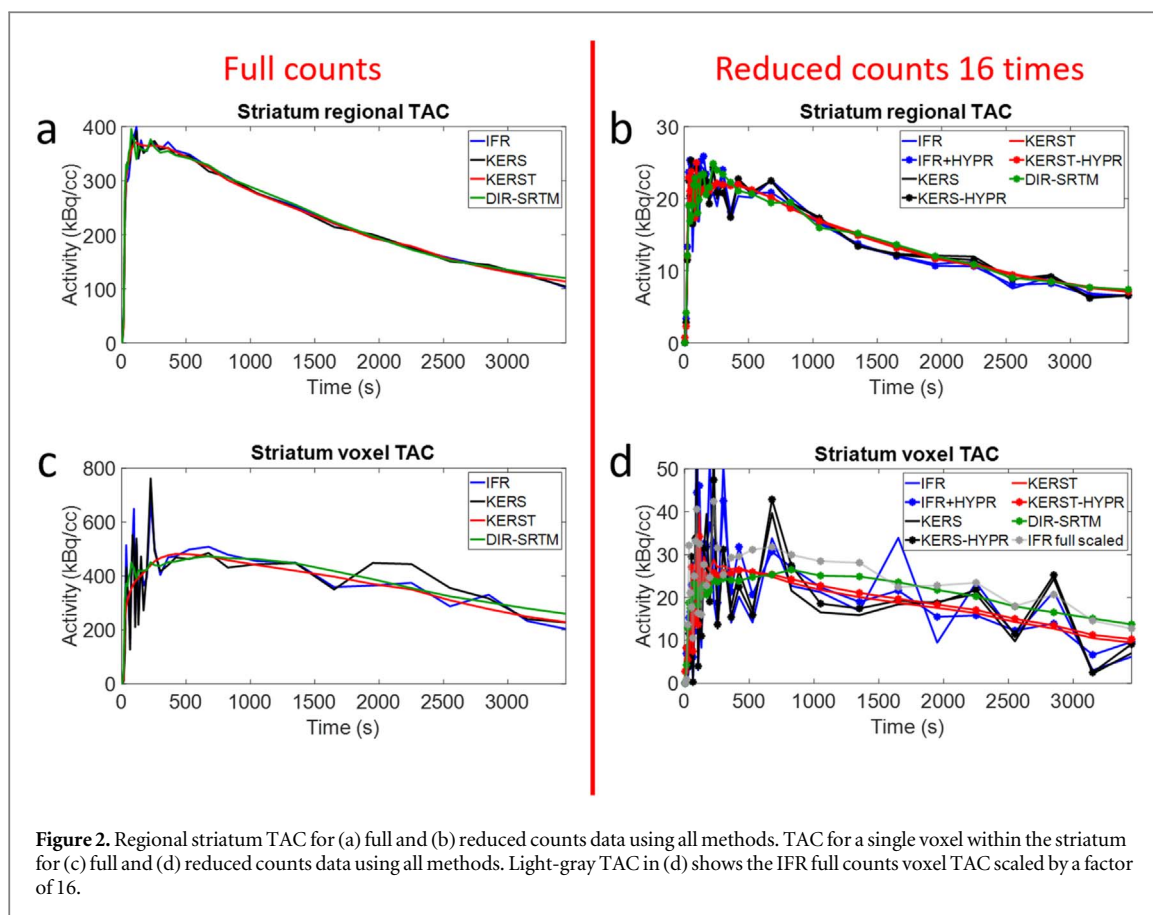 Full counts
Reduced counts 16 times
a
Striatum regional TAC
400
300
200
100
0
Activity (kBq/cc)
IFR
KERS
KERST
DIR-SRTM
0 500 1000 1500 2000 2500 3000
Time (s)
b
Striatum regional TAC
30
20
10
0
Activity (kBq/cc)
IFR
IFR+HYPR
KERS
KERS-HYPR
KERST
KERST-HYPR
DIR-SRTM
0 500 1000 1500 2000 2500 3000
Time (s)
c
Striatum voxel TAC
800
600
400
200
0
Activity (kBq/cc)
IFR
KERS
KERST
DIR-SRTM
0 500 1000 1500 2000 2500 3000
Time (s)
d
Striatum voxel TAC
50
40
30
20
10
0
Activity (kBq/cc)
IFR
IFR+HYPR
KERS
KERS-HYPR
KERST
KERST-HYPR
DIR-SRTM
IFR full scaled
0 500 1000 1500 2000 2500 3000
Time (s)
Figure 2. Regional striatum TAC for (a) full and (b) reduced counts data using all methods. TAC for a single voxel within the striatum
for (c) full and (d) reduced counts data using all methods. Light-gray TAC in (d) shows the IFR full counts voxel TAC scaled by a factor
of 16.